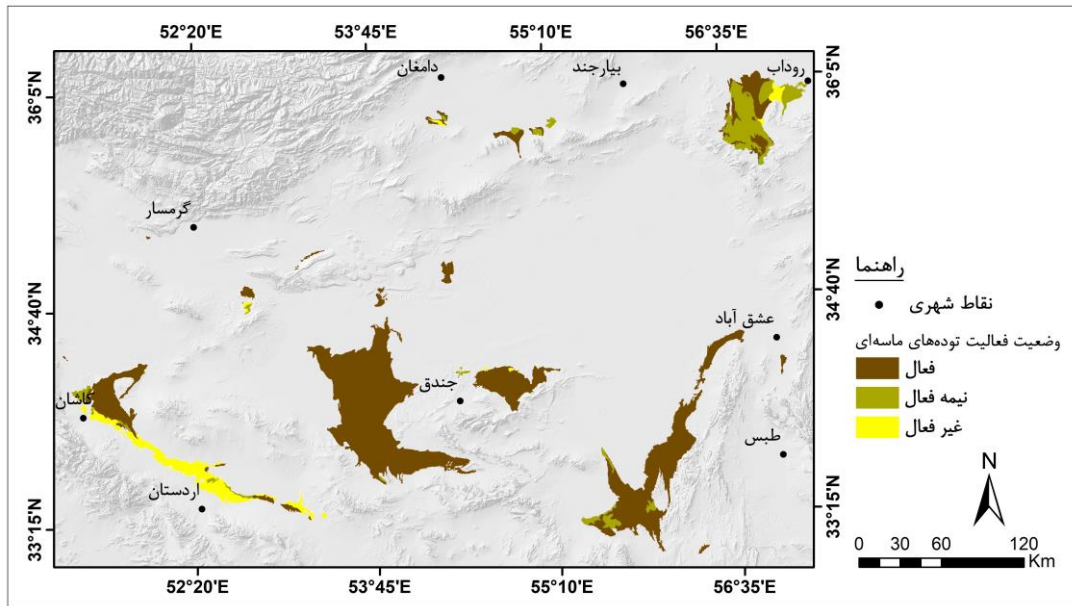 52°20'E 53°45'E 55°10'E 56°35'E
36°5'N
34°40'N
33°15'N
دامغان
بیارجند
روداب
گرمسار
عشق آباد
جندق
کاشان
طبس
اردستان
36°5'N
34°40'N
33°15'N
52°20'E 53°45'E 55°10'E 56°35'E
راهنما
نقاط شهری
وضعیت فعالیت توده‌های ماسه‌ای
فعال
نیمه فعال
غیر فعال
N
0 15 30 60 90 120
Km